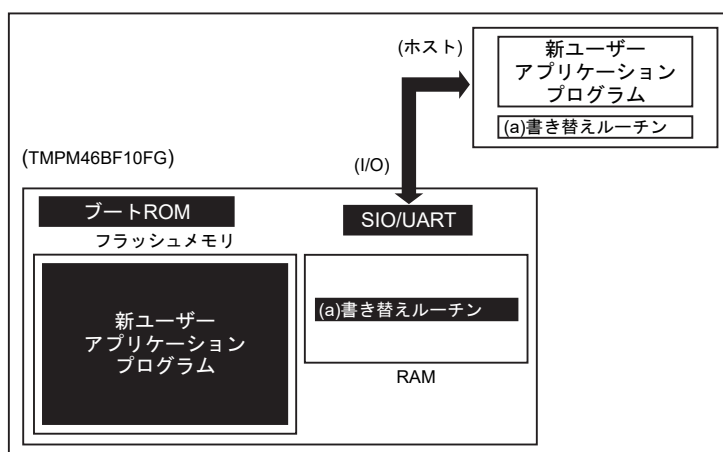 (ホスト)
新ユーザー
アプリケーション
プログラム
(a)書き替えルーチン
(TMPM46BF10FG)
(I/O)
ブートROM
SIO/UART
フラッシュメモリ
新ユーザー
アプリケーション
プログラム
(a)書き替えルーチン
RAM